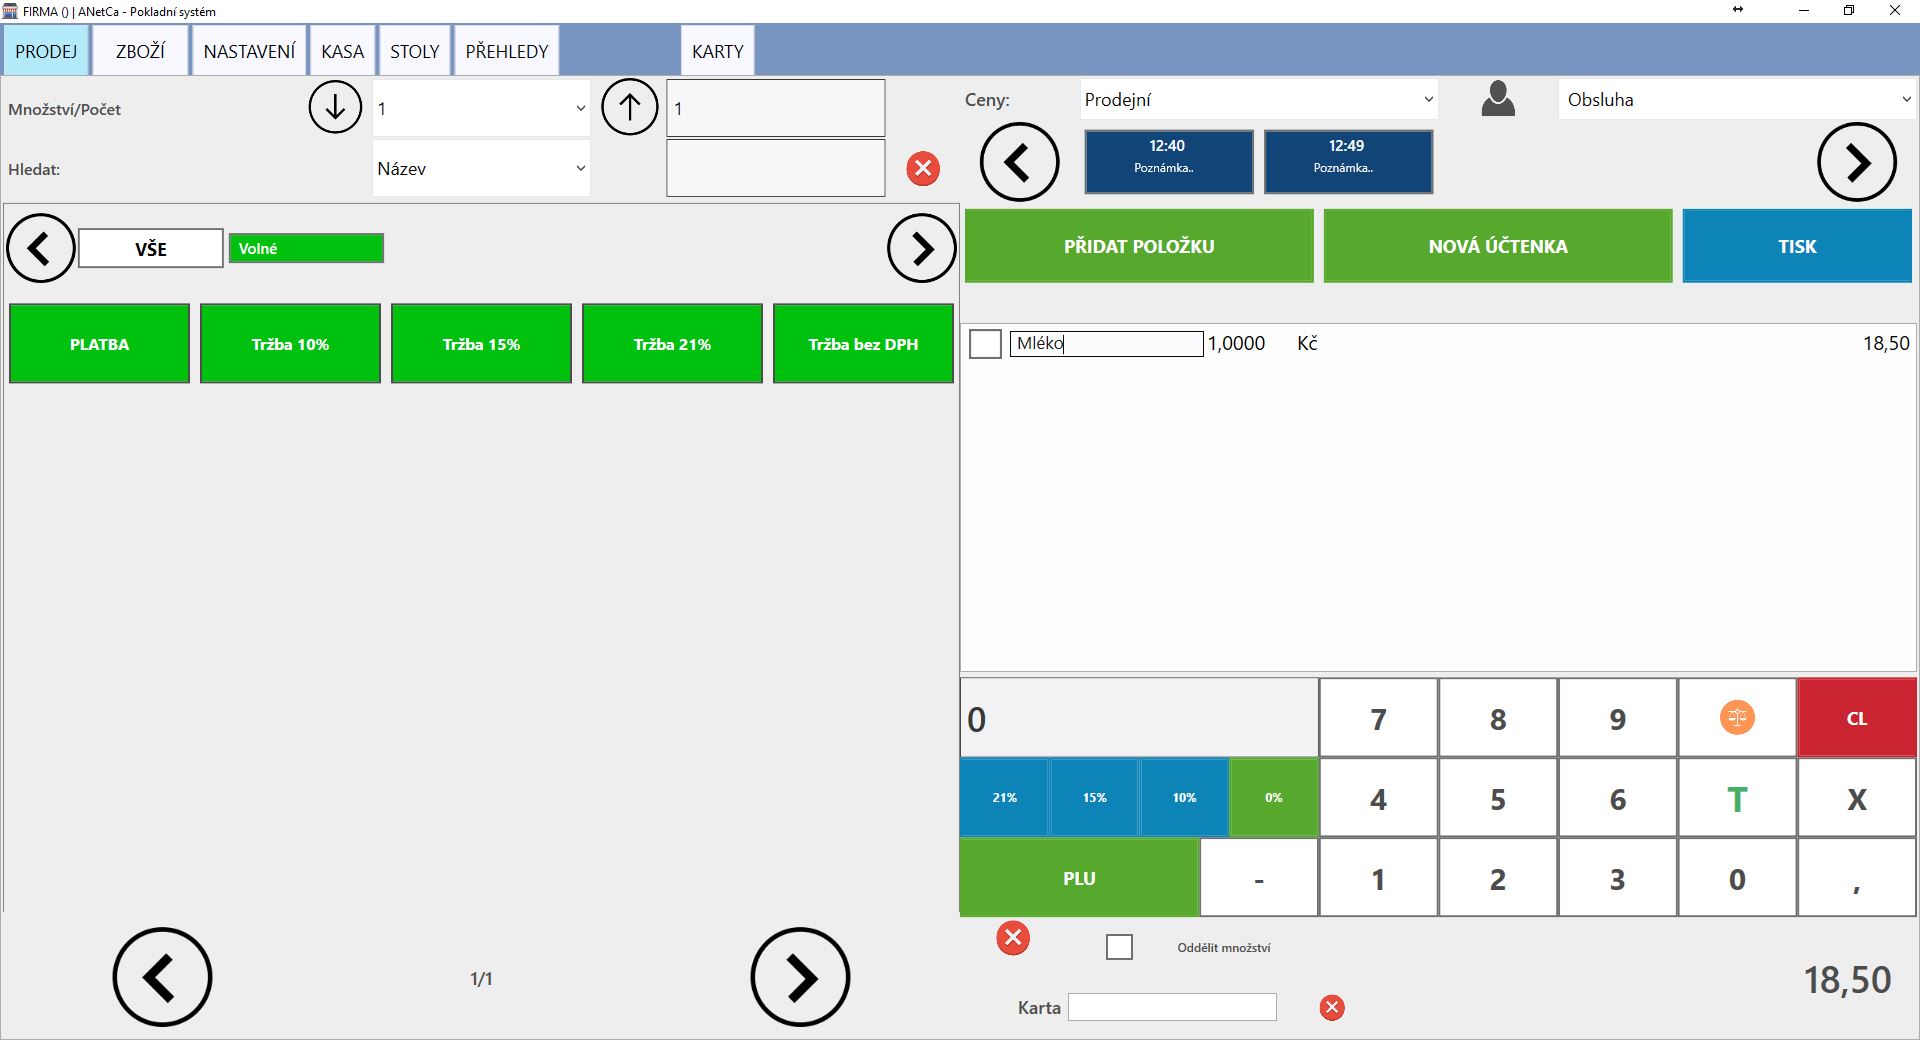 FIRMA () | ANetCa - Pokladní systém
PRODEJ ZBOŽÍ NASTAVENÍ KASA STOLY PŘEHLEDY KARTY
Množství/Počet 1 1
Hledat: Název
Ceny: Prodejní Obsluha
12:40 12:49
Poznámka.. Poznámka..
VŠE Volné
PŘIDAT POLOŽKU NOVÁ ÚČTENKA TISK
PLATBA Tržba 10% Tržba 15% Tržba 21% Tržba bez DPH
Mléko 1,0000 Kč 18,50
0 7 8 9 CL
21% 15% 10% 0% 4 5 6 T X
PLU - 1 2 3 0 ,
Oddělit množství
1/1
18,50
Karta